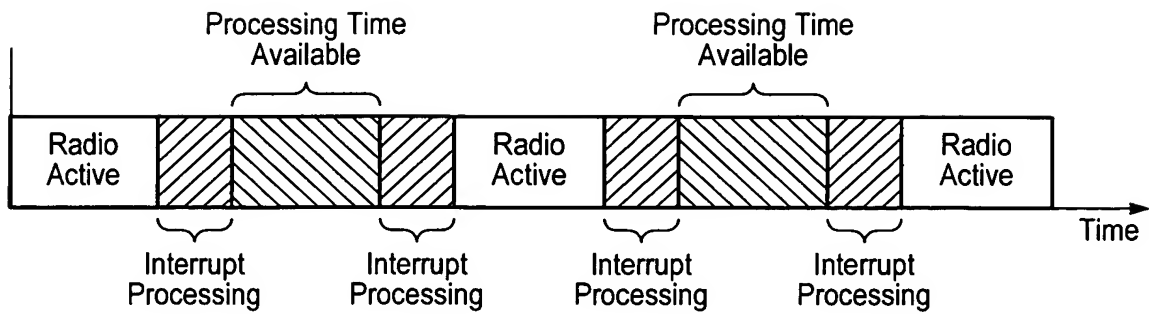 Processing Time
Available
Processing Time
Available
Radio
Active
Radio
Active
Radio
Active
Time
Interrupt
Processing
Interrupt
Processing
Interrupt
Processing
Interrupt
Processing